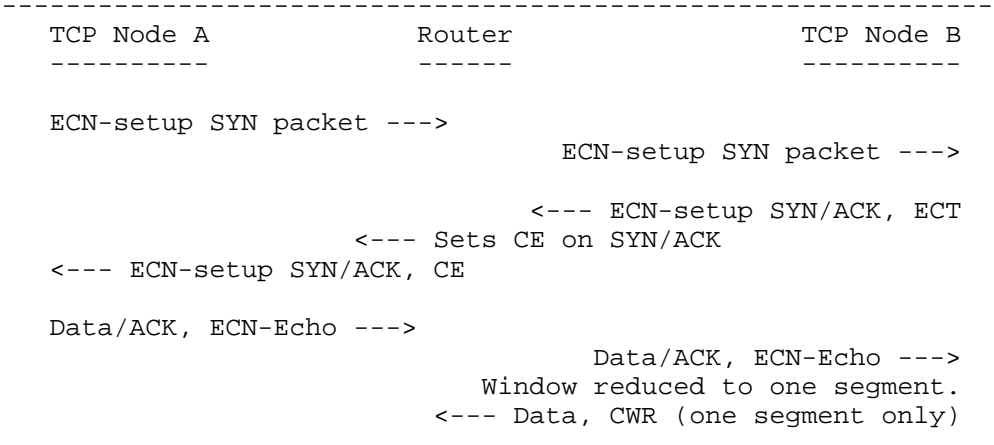 ---------------------------------------------------------------
TCP Node A             Router                  TCP Node B
----------             ------                  ----------
ECN-setup SYN packet --->
                                ECN-setup SYN packet --->
                              <--- ECN-setup SYN/ACK, ECT
                   <--- Sets CE on SYN/ACK
<--- ECN-setup SYN/ACK, CE
Data/ACK, ECN-Echo --->
                                  Data/ACK, ECN-Echo --->
                           Window reduced to one segment.
                        <--- Data, CWR (one segment only)